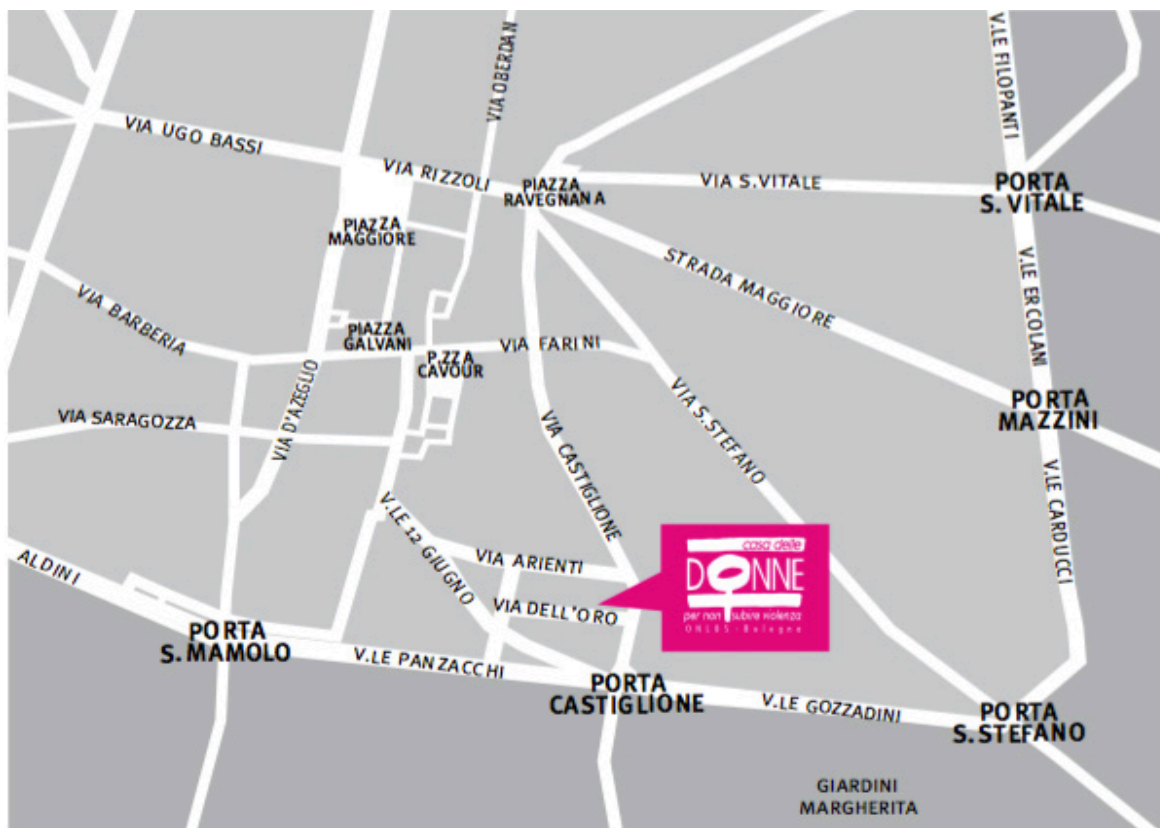 V.LE FILOPANTI
VIA OBERDAN
VIA UGO BASSI
VIA RIZZOLI
PIAZZA
RAVEGNANA
VIA S.VITALE
PORTA
S. VITALE
PIAZZA
MAGGIORE
STRADA MAGGIORE
V.LE ERCOLANI
VIA BARBERIA
PIAZZA
GALVANI
P.ZZA
CAVOUR
VIA FARINI
VIA D'AZEGLIO
VIA SARAGOZZA
VIA S.STEFANO
PORTA
MAZZINI
VIA CASTIGLIONE
V.LE CARDUCCI
V.LE 12 GIUGNO
VIA ARIENTI
casa delle
DONNE
per non subire violenza
ONLUS - Bologna
ALDINI
VIA DELL'ORO
PORTA
S. MAMOLO
V.LE PANZACCHI
PORTA
CASTIGLIONE
V.LE GOZZADINI
PORTA
S. STEFANO
GIARDINI
MARGHERITA